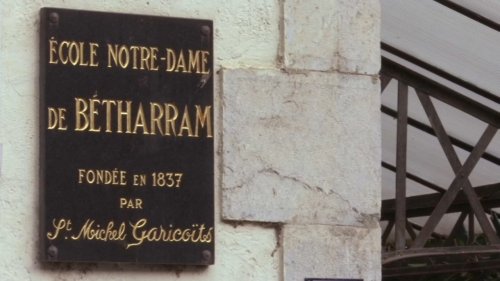 ÉCOLE NOTRE-DAME
DE BÉTHARRAM
FONDÉE EN 1837
PAR
St. Michel Garicoïts